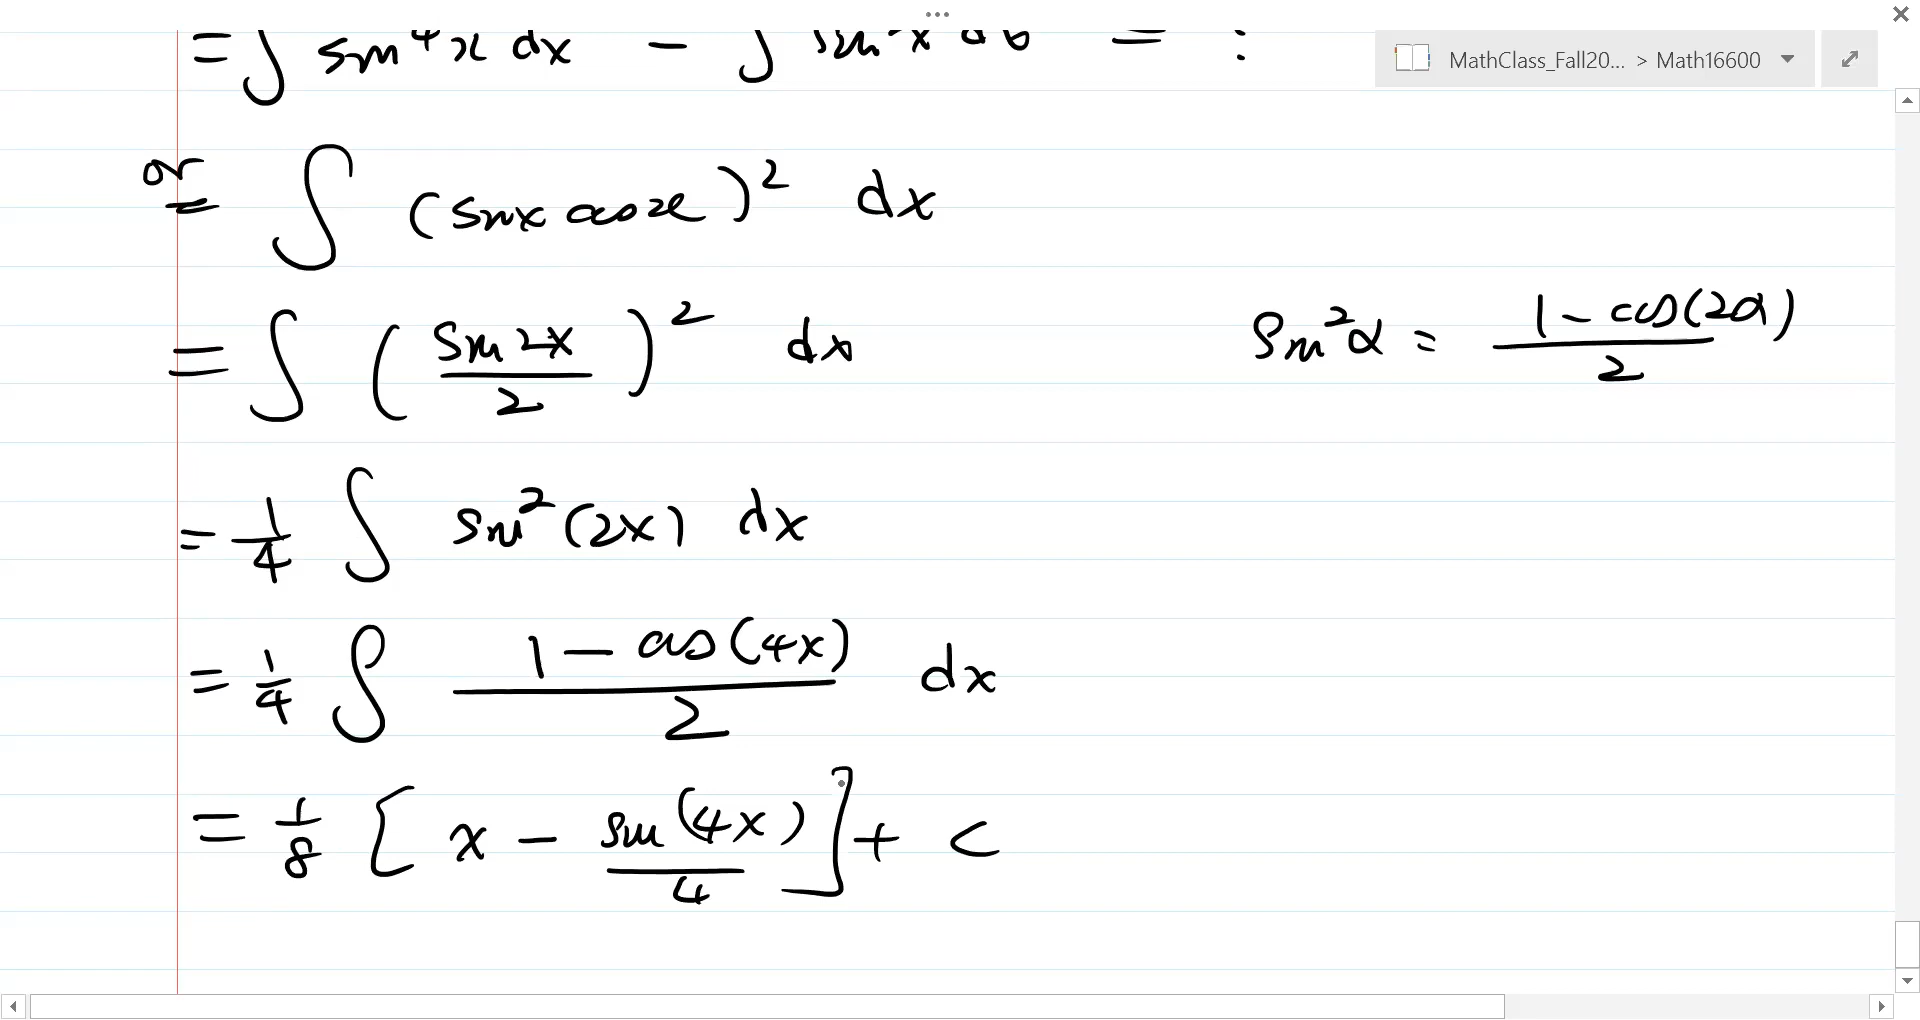 MathClass_Fall20... > Math16600
= ∫ sin⁴x dx − ∫
or = ∫ (sinx cosx)² dx
= ∫ (sin2x / 2)² dx
sin²α = (1 − cos(2α)) / 2
= 1/4 ∫ sin²(2x) dx
= 1/4 ∫ (1 − cos(4x)) / 2 dx
= 1/8 [x − sin(4x) / 4] + c